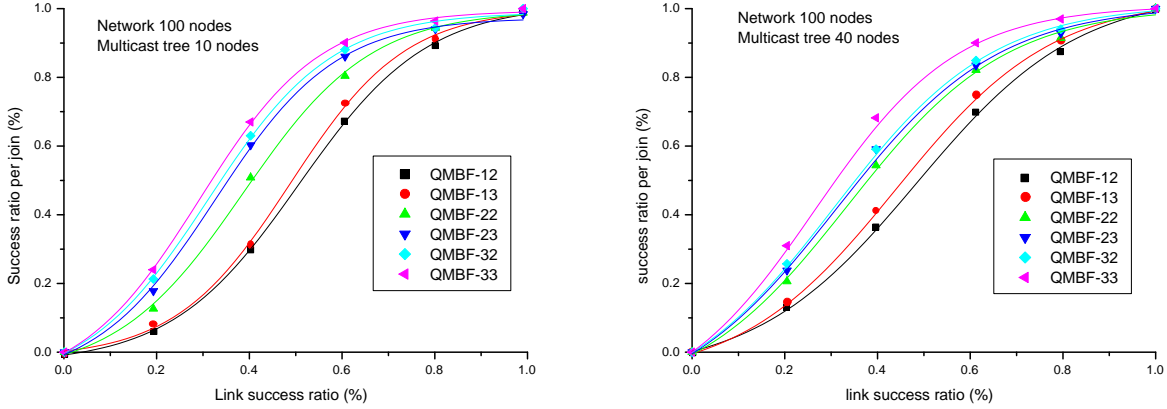 Network 100 nodes
Multicast tree 10 nodes
Success ratio per join (%)
1.0
0.8
0.6
0.4
0.2
0.0
QMBF-12
QMBF-13
QMBF-22
QMBF-23
QMBF-32
QMBF-33
0.0 0.2 0.4 0.6 0.8 1.0
Link success ratio (%)
Network 100 nodes
Multicast tree 40 nodes
success ratio per join (%)
1.0
0.8
0.6
0.4
0.2
0.0
QMBF-12
QMBF-13
QMBF-22
QMBF-23
QMBF-32
QMBF-33
0.0 0.2 0.4 0.6 0.8 1.0
link success ratio (%)